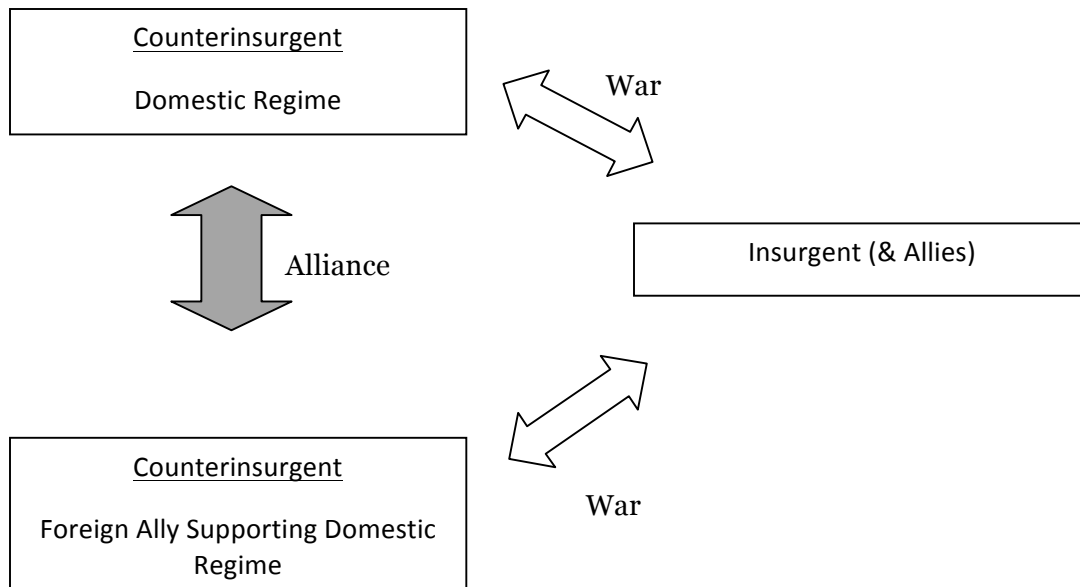 Counterinsurgent
Domestic Regime
War
Insurgent (& Allies)
Alliance
Counterinsurgent
Foreign Ally Supporting Domestic
Regime
War